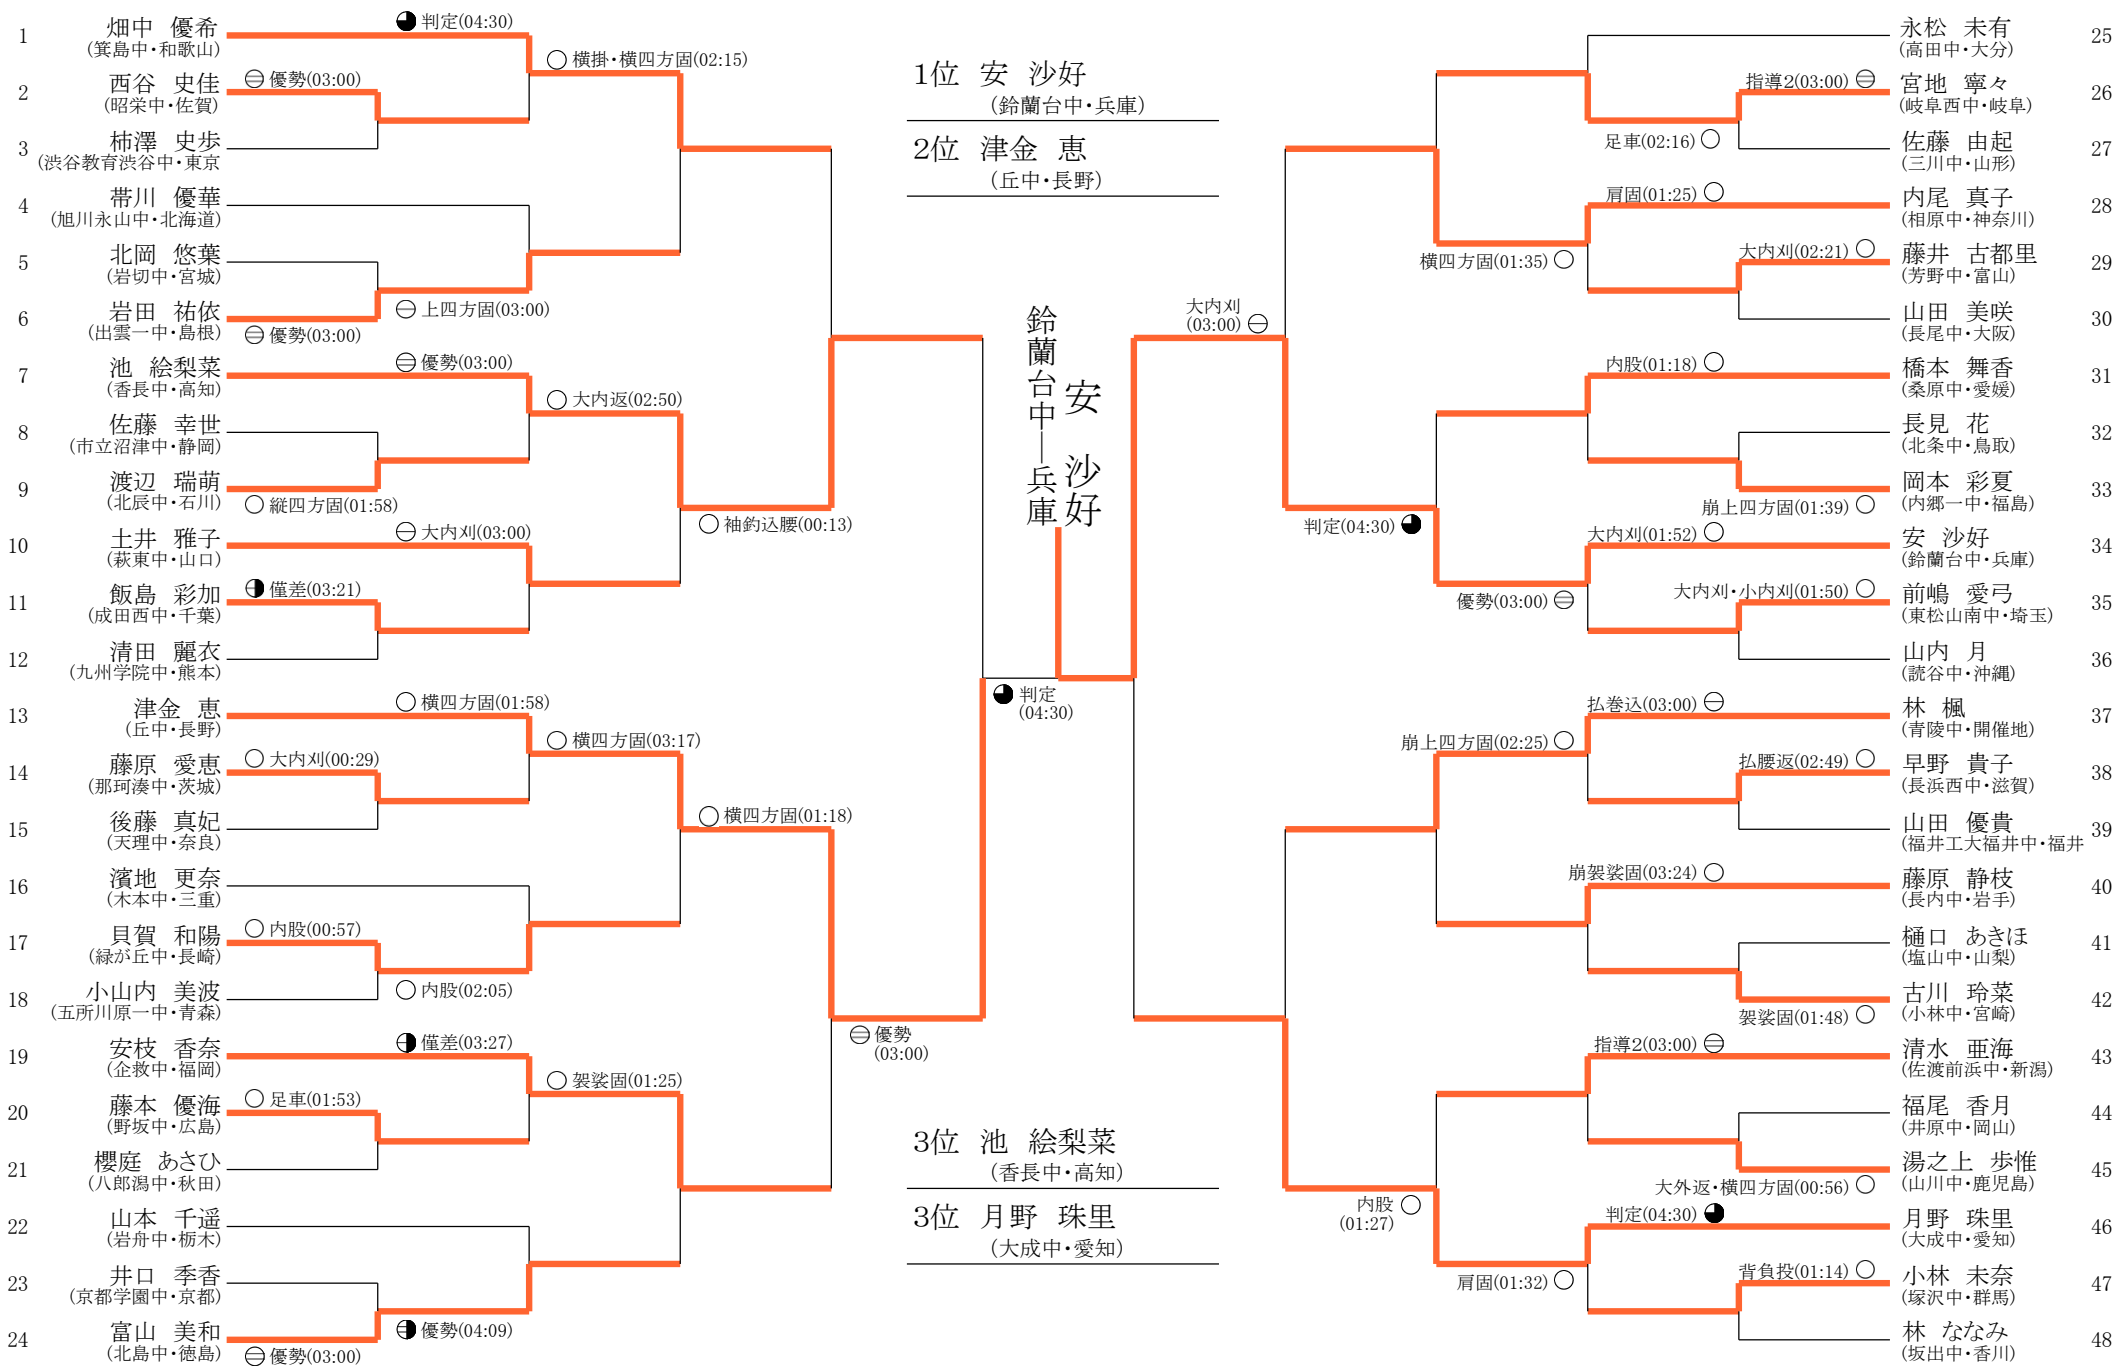 1 畑中 優希
(箕島中・和歌山)
判定(04:30)
横掛・横四方固(02:15)
2 西谷 史佳
(昭栄中・佐賀)
優勢(03:00)
3 柿澤 史歩
(渋谷教育渋谷中・東京
4 帯川 優華
(旭川永山中・北海道)
5 北岡 悠葉
(岩切中・宮城)
6 岩田 祐依
(出雲一中・島根)
優勢(03:00)
上四方固(03:00)
7 池 絵梨菜
(香長中・高知)
優勢(03:00)
大内返(02:50)
8 佐藤 幸世
(市立沼津中・静岡)
9 渡辺 瑞萌
(北辰中・石川)
縦四方固(01:58)
袖釣込腰(00:13)
10 土井 雅子
(萩東中・山口)
大内刈(03:00)
11 飯島 彩加
(成田西中・千葉)
僅差(03:21)
12 清田 麗衣
(九州学院中・熊本)
13 津金 恵
(丘中・長野)
横四方固(01:58)
横四方固(03:17)
14 藤原 愛恵
(那珂湊中・茨城)
大内刈(00:29)
15 後藤 真妃
(天理中・奈良)
横四方固(01:18)
16 濱地 更奈
(木本中・三重)
17 貝賀 和陽
(緑が丘中・長崎)
内股(00:57)
18 小山内 美波
(五所川原一中・青森)
内股(02:05)
優勢
(03:00)
19 安枝 香奈
(企救中・福岡)
僅差(03:27)
袈裟固(01:25)
20 藤本 優海
(野坂中・広島)
足車(01:53)
21 櫻庭 あさひ
(八郎潟中・秋田)
22 山本 千遥
(岩舟中・栃木)
23 井口 季香
(京都学園中・京都)
24 富山 美和
(北島中・徳島)
優勢(03:00)
優勢(04:09)
1位 安 沙好
(鈴蘭台中・兵庫)
2位 津金 恵
(丘中・長野)
安 沙好
鈴蘭台中―兵庫
判定
(04:30)
3位 池 絵梨菜
(香長中・高知)
3位 月野 珠里
(大成中・愛知)
永松 未有 25
(高田中・大分)
指導2(03:00)
宮地 寧々 26
(岐阜西中・岐阜)
足車(02:16)
佐藤 由起 27
(三川中・山形)
肩固(01:25)
内尾 真子 28
(相原中・神奈川)
横四方固(01:35)
大内刈(02:21)
藤井 古都里 29
(芳野中・富山)
山田 美咲 30
(長尾中・大阪)
大内刈
(03:00)
内股(01:18)
橋本 舞香 31
(桑原中・愛媛)
長見 花 32
(北条中・鳥取)
岡本 彩夏 33
(内郷一中・福島)
崩上四方固(01:39)
判定(04:30)
大内刈(01:52)
安 沙好 34
(鈴蘭台中・兵庫)
優勢(03:00)
大内刈・小内刈(01:50)
前嶋 愛弓 35
(東松山南中・埼玉)
山内 月 36
(読谷中・沖縄)
払巻込(03:00)
林 楓 37
(青陵中・開催地)
崩上四方固(02:25)
払腰返(02:49)
早野 貴子 38
(長浜西中・滋賀)
山田 優貴 39
(福井工大福井中・福井
崩袈裟固(03:24)
藤原 静枝 40
(長内中・岩手)
樋口 あきほ 41
(塩山中・山梨)
古川 玲菜 42
(小林中・宮崎)
袈裟固(01:48)
指導2(03:00)
清水 亜海 43
(佐渡前浜中・新潟)
福尾 香月 44
(井原中・岡山)
湯之上 歩惟 45
(山川中・鹿児島)
大外返・横四方固(00:56)
内股
(01:27)
判定(04:30)
月野 珠里 46
(大成中・愛知)
肩固(01:32)
背負投(01:14)
小林 未奈 47
(塚沢中・群馬)
林 ななみ 48
(坂出中・香川)